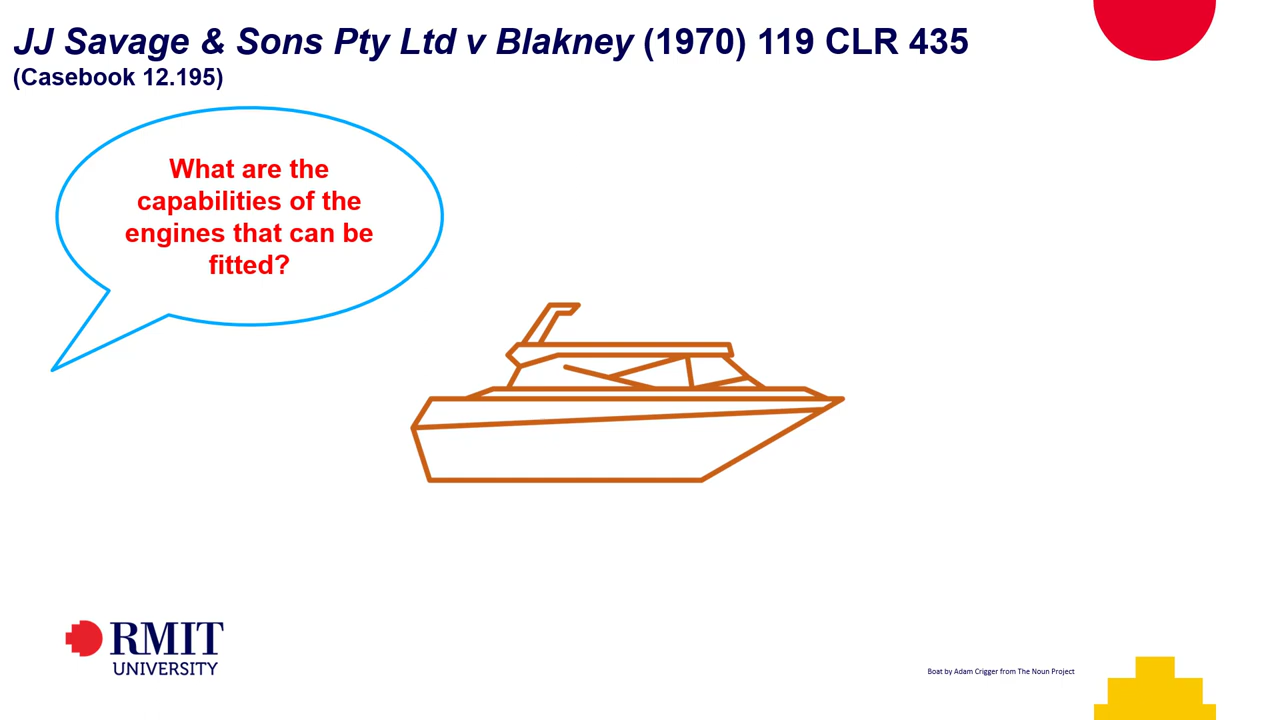 JJ Savage & Sons Pty Ltd v Blakney (1970) 119 CLR 435
(Casebook 12.195)
What are the
capabilities of the
engines that can be
fitted?
RMIT
UNIVERSITY
Boat by Adam Crigger from The Noun Project